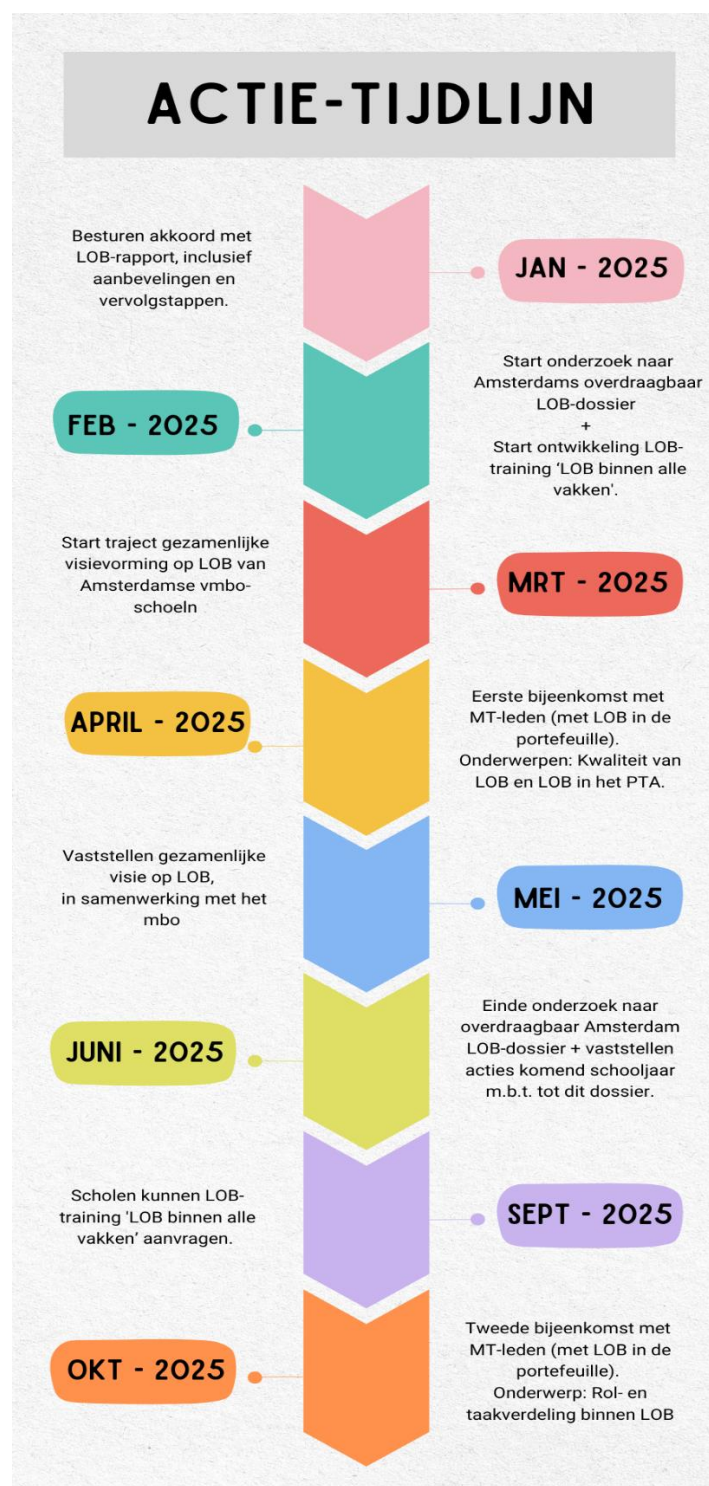 ACTIE-TIJDLIJN
Besturen akkoord met
LOB-rapport, inclusief
aanbevelingen en
vervolgstappen.
JAN - 2025
FEB - 2025
Start onderzoek naar
Amsterdams overdraagbaar
LOB-dossier
+
Start ontwikkeling LOB-
training ‘LOB binnen alle
vakken'.
Start traject gezamenlijke
visievorming op LOB van
Amsterdamse vmbo-
schoeln
MRT - 2025
APRIL - 2025
Eerste bijeenkomst met
MT-leden (met LOB in de
portefeuille).
Onderwerpen: Kwaliteit van
LOB en LOB in het PTA.
Vaststellen gezamenlijke
visie op LOB,
in samenwerking met het
mbo
MEI - 2025
JUNI - 2025
Einde onderzoek naar
overdraagbaar Amsterdam
LOB-dossier + vaststellen
acties komend schooljaar
m.b.t. tot dit dossier.
Scholen kunnen LOB-
training 'LOB binnen alle
vakken’ aanvragen.
SEPT - 2025
OKT - 2025
Tweede bijeenkomst met
MT-leden (met LOB in de
portefeuille).
Onderwerp: Rol- en
taakverdeling binnen LOB